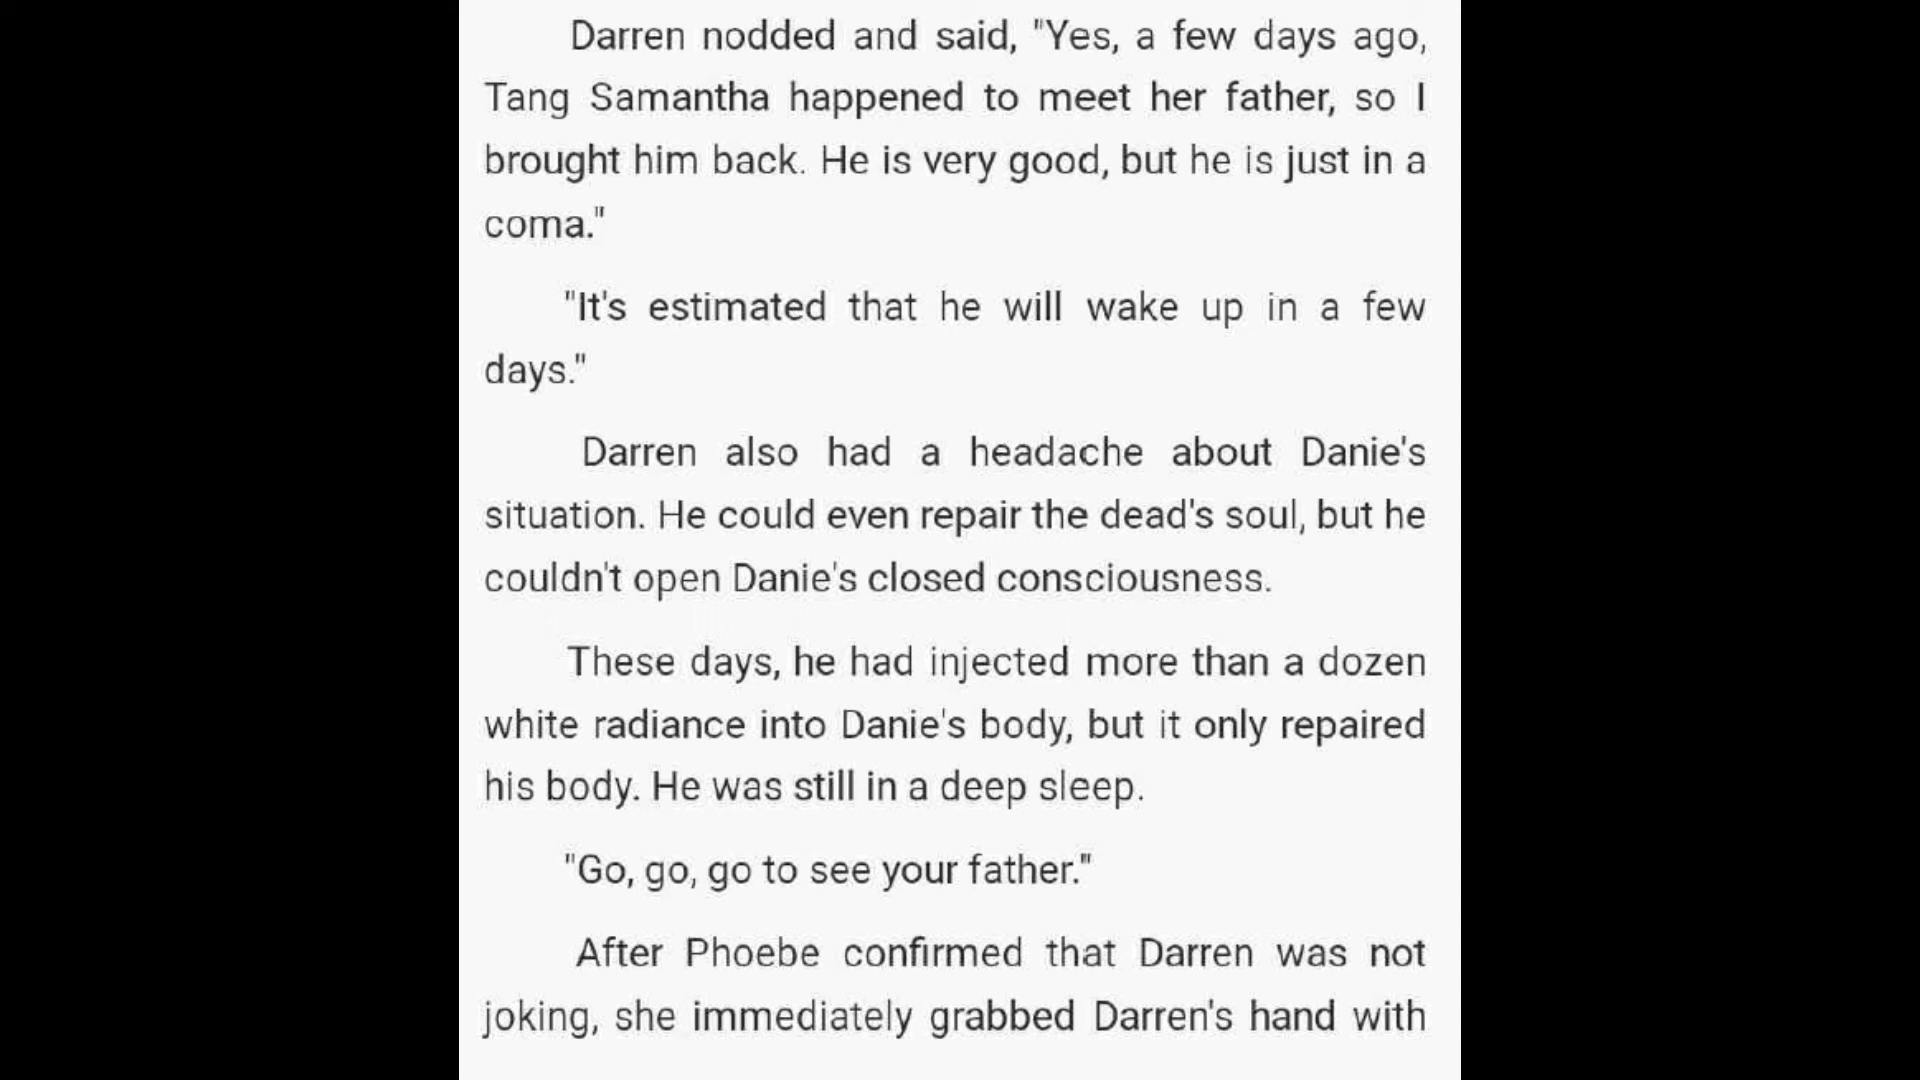 Darren nodded and said, "Yes, a few days ago,
Tang Samantha happened to meet her father, so I
brought him back. He is very good, but he is just in a
coma."
"It's estimated that he will wake up in a few
days."
Darren also had a headache about Danie's
situation. He could even repair the dead's soul, but he
couldn't open Danie's closed consciousness.
These days, he had injected more than a dozen
white radiance into Danie's body, but it only repaired
his body. He was still in a deep sleep.
"Go, go, go to see your father."
After Phoebe confirmed that Darren was not
joking, she immediately grabbed Darren's hand with